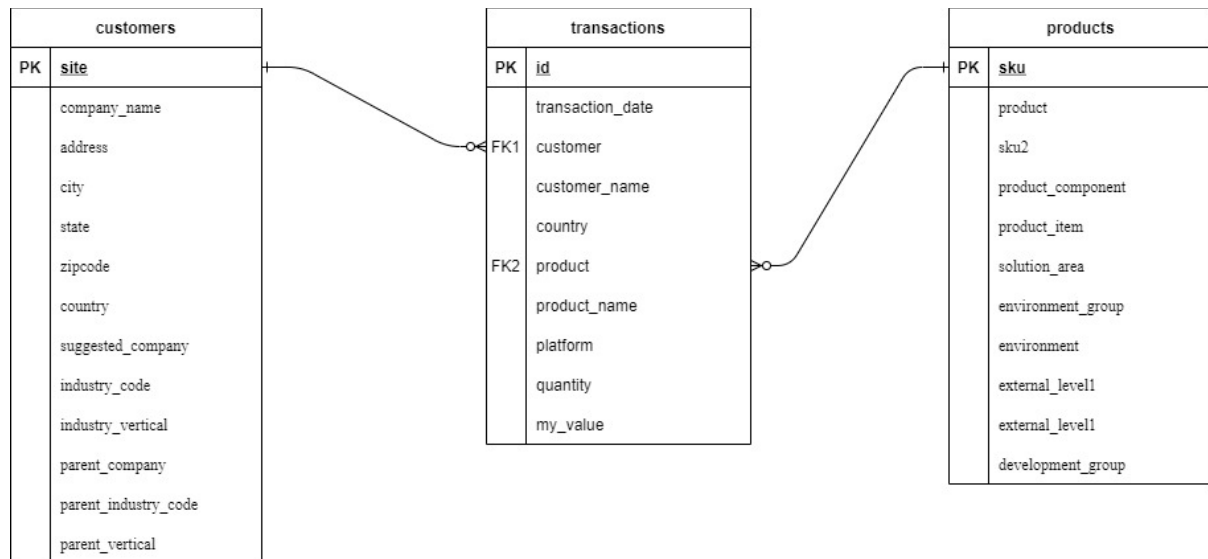 customers
PK site
company_name
address
city
state
zipcode
country
suggested_company
industry_code
industry_vertical
parent_company
parent_industry_code
parent_vertical
transactions
PK id
transaction_date
FK1 customer
customer_name
country
FK2 product
product_name
platform
quantity
my_value
products
PK sku
product
sku2
product_component
product_item
solution_area
environment_group
environment
external_level1
external_level1
development_group